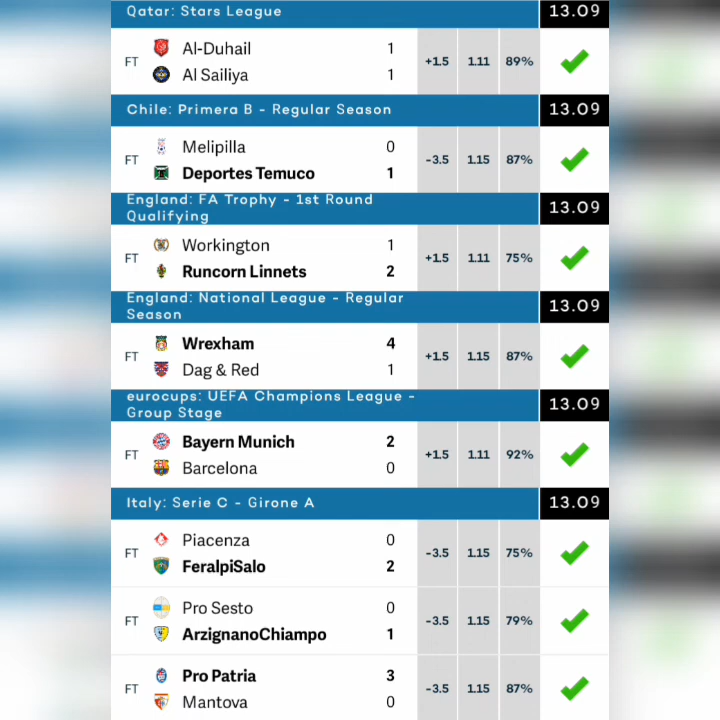 Qatar: Stars League 13.09
FT Al-Duhail 1 +1.5 1.11 89%
Al Sailiya 1
Chile: Primera B - Regular Season 13.09
FT Melipilla 0 -3.5 1.15 87%
Deportes Temuco 1
England: FA Trophy - 1st Round
Qualifying 13.09
FT Workington 1 +1.5 1.11 75%
Runcorn Linnets 2
England: National League - Regular
Season 13.09
FT Wrexham 4 +1.5 1.15 87%
Dag & Red 1
eurocups: UEFA Champions League -
Group Stage 13.09
FT Bayern Munich 2 +1.5 1.11 92%
Barcelona 0
Italy: Serie C - Girone A 13.09
FT Piacenza 0 -3.5 1.15 75%
FeralpiSalo 2
FT Pro Sesto 0 -3.5 1.15 79%
ArzignanoChiampo 1
FT Pro Patria 3 -3.5 1.15 87%
Mantova 0